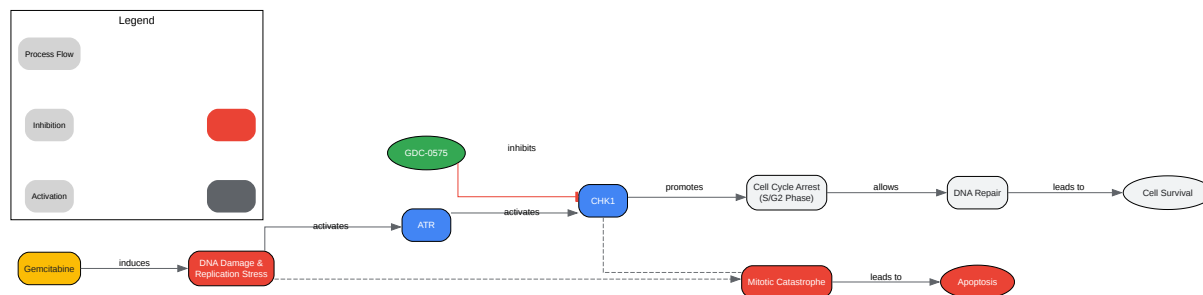 Legend
Process Flow
Inhibition
Activation
GDC-0575
inhibits
CHK1
promotes
Cell Cycle Arrest
(S/G2 Phase)
allows
DNA Repair
leads to
Cell Survival
activates
ATR
activates
Gemcitabine
induces
DNA Damage &
Replication Stress
Mitotic Catastrophe
leads to
Apoptosis